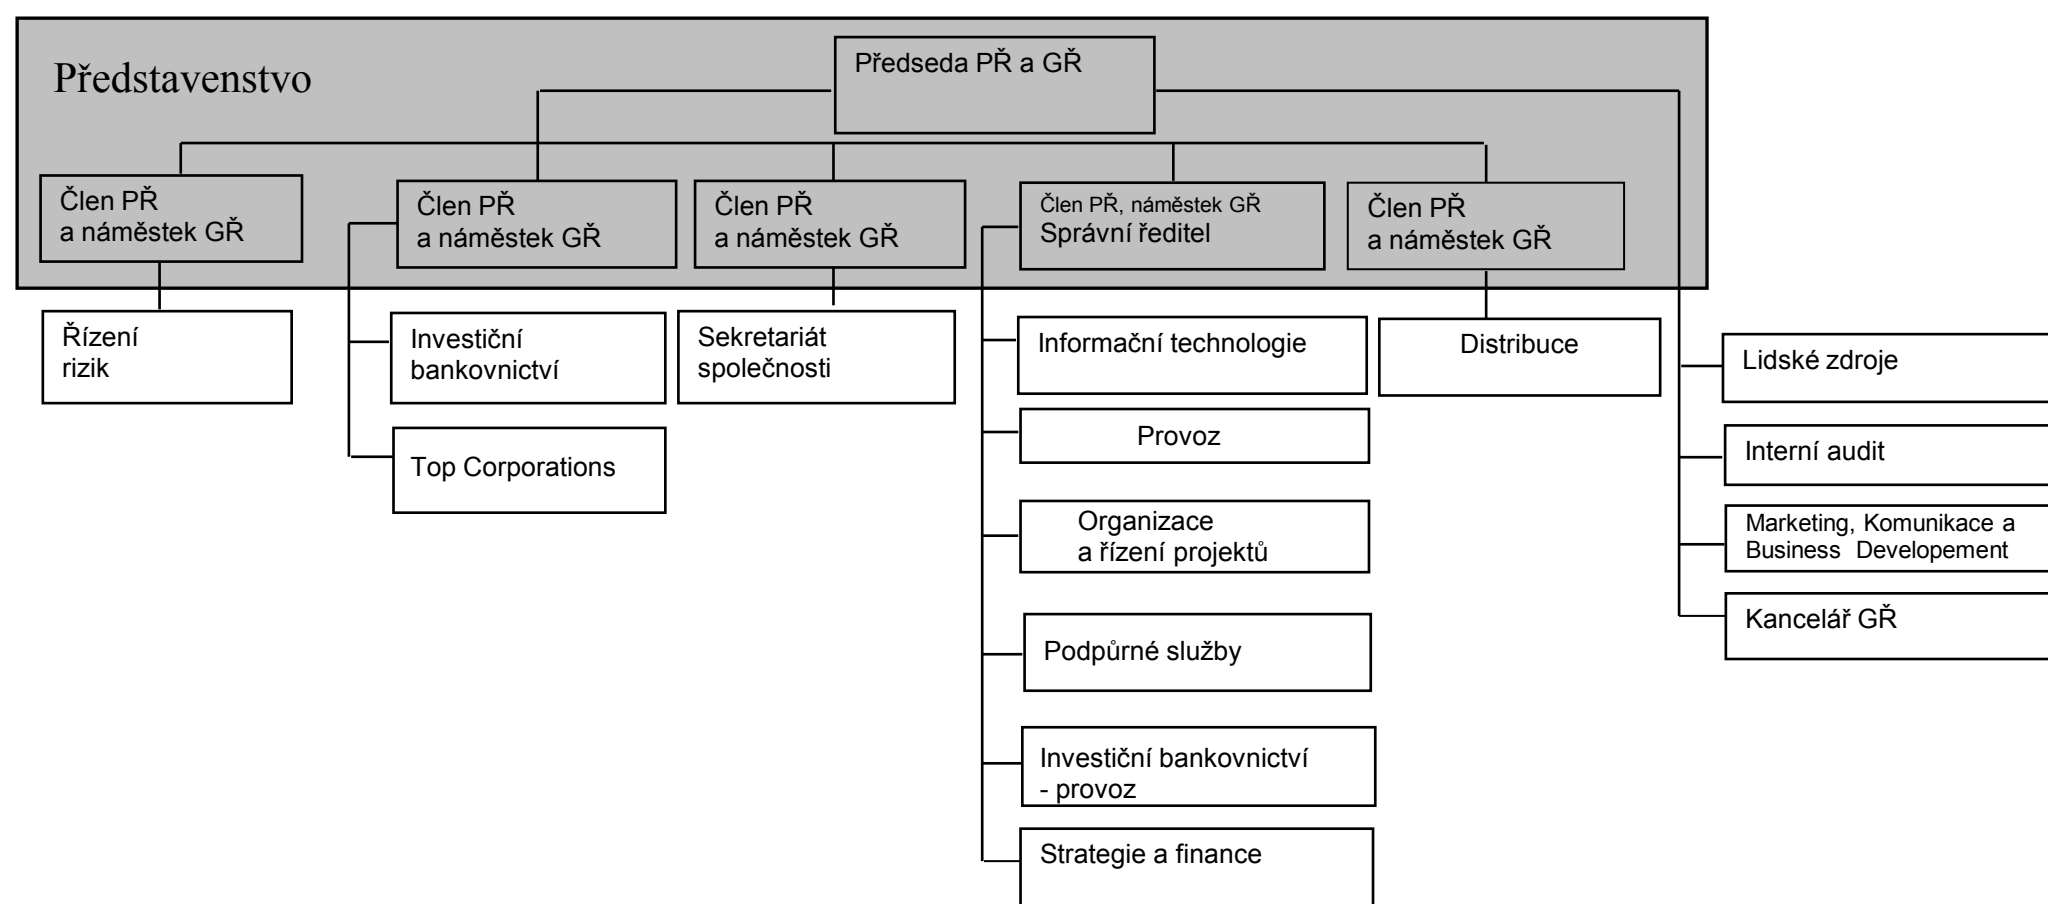 Představenstvo
Předseda PŘ a GŘ
Člen PŘ
a náměstek GŘ
Člen PŘ
a náměstek GŘ
Člen PŘ
a náměstek GŘ
Člen PŘ, náměstek GŘ
Správní ředitel
Člen PŘ
a náměstek GŘ
Řízení
rizik
Investiční
bankovnictví
Top Corporations
Sekretariát
společnosti
Informační technologie
Provoz
Organizace
a řízení projektů
Podpůrné služby
Investiční bankovnictví
- provoz
Strategie a finance
Distribuce
Lidské zdroje
Interní audit
Marketing, Komunikace a
Business Developement
Kancelář GŘ